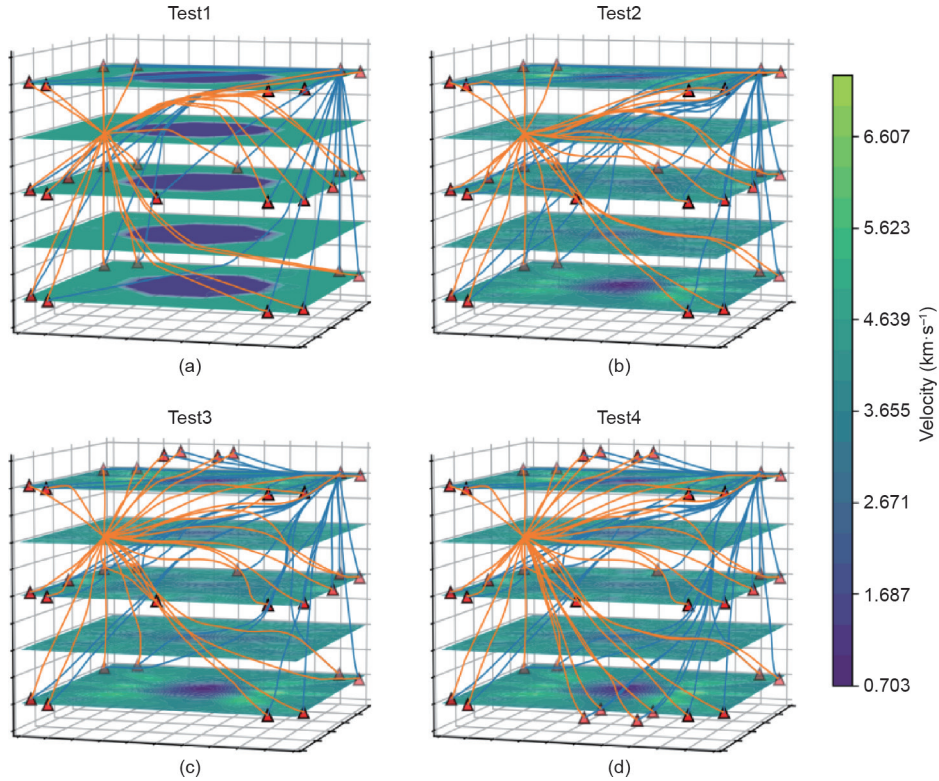 Test1
Test2
(a)
(b)
Test3
Test4
(c)
(d)
6.607
5.623
4.639
3.655
2.671
1.687
0.703
Velocity (km·s⁻¹)